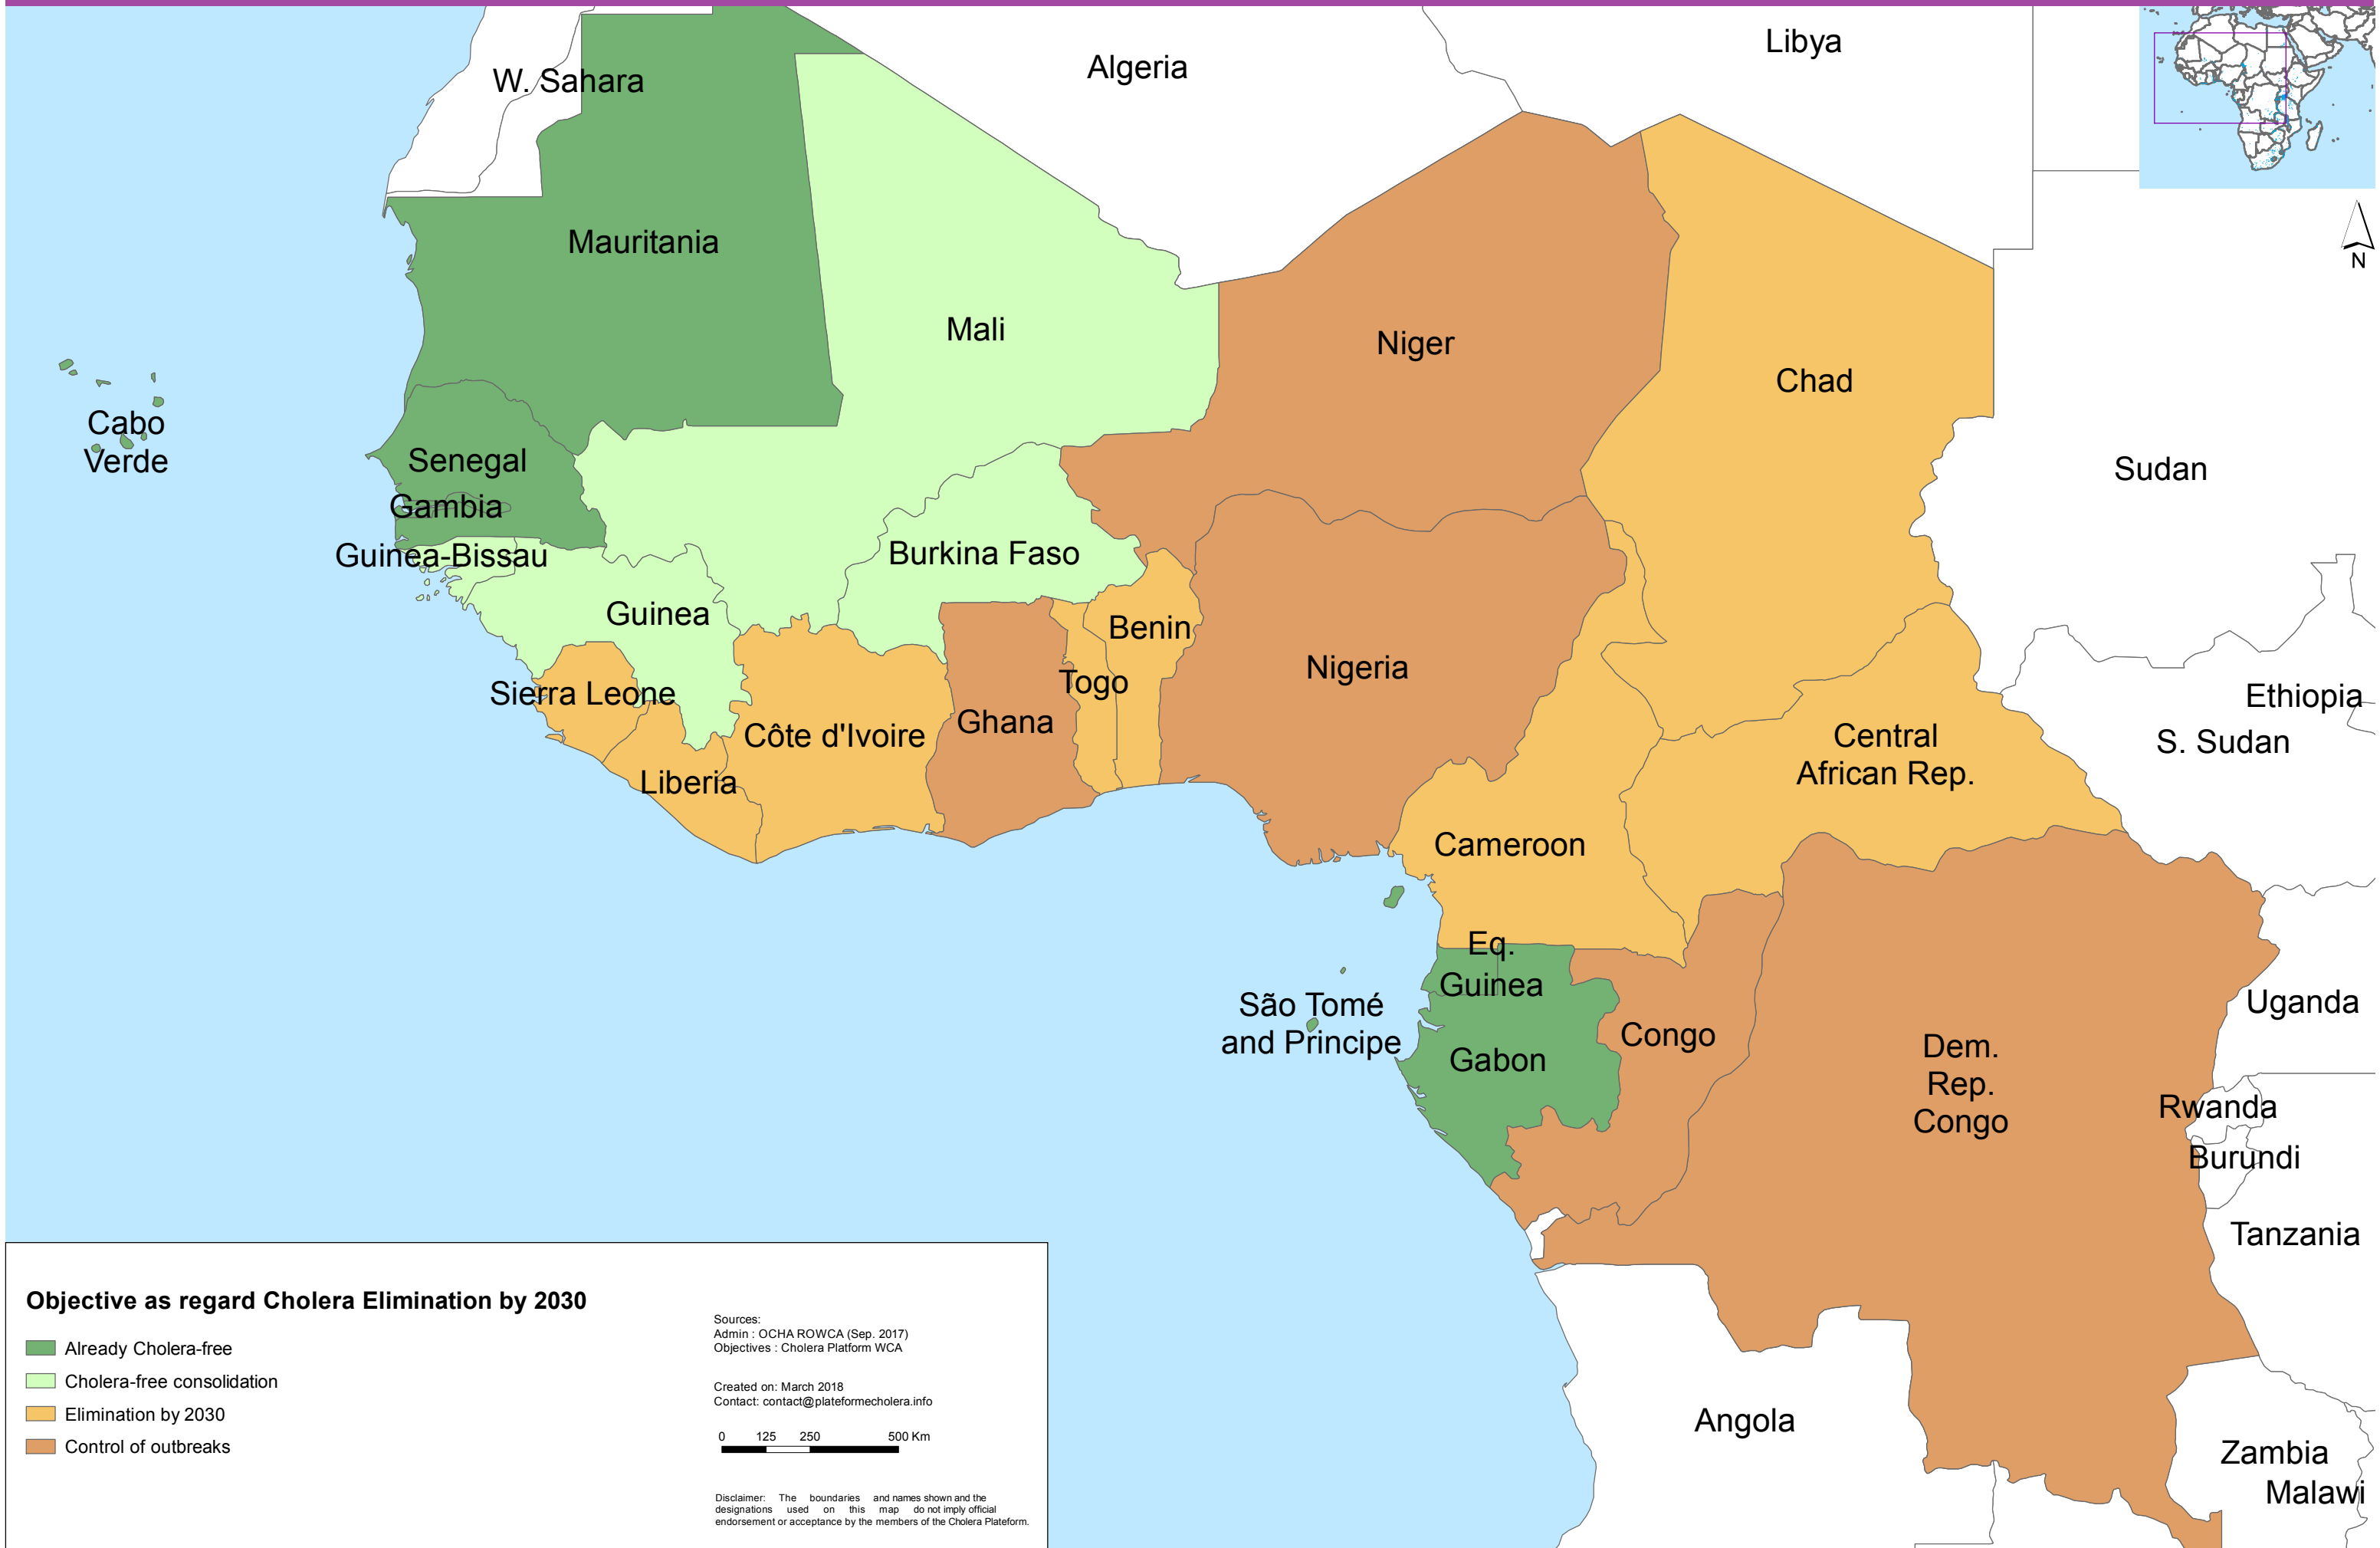 Libya
Algeria
W. Sahara
Mauritania
N
Mali
Niger
Chad
Cabo
Verde
Senegal
Sudan
Gambia
Guinea-Bissau
Burkina Faso
Guinea
Benin
Nigeria
Togo
Sierra Leone
Ethiopia
Ghana
Côte d'Ivoire
Central
African Rep.
S. Sudan
Liberia
Cameroon
Eq.
Guinea
São Tomé
and Principe
Uganda
Congo
Gabon
Dem.
Rep.
Congo
Rwanda
Burundi
Tanzania
Angola
Zambia
Malawi
Objective as regard Cholera Elimination by 2030
Already Cholera-free
Cholera-free consolidation
Elimination by 2030
Control of outbreaks
Sources:
Admin : OCHA ROWCA (Sep. 2017)
Objectives : Cholera Platform WCA
Created on: March 2018
Contact: contact@plateformecholera.info
0 125 250 500 Km
Disclaimer: The boundaries and names shown and the
designations used on this map do not imply official
endorsement or acceptance by the members of the Cholera Plateform.